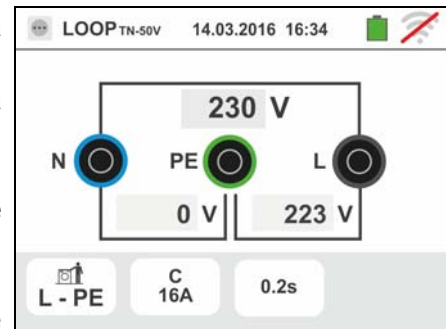 LOOP TN-50V 14.03.2016 16:34
230 V
N PE L
0 V 223 V
L - PE C 16A 0.2s